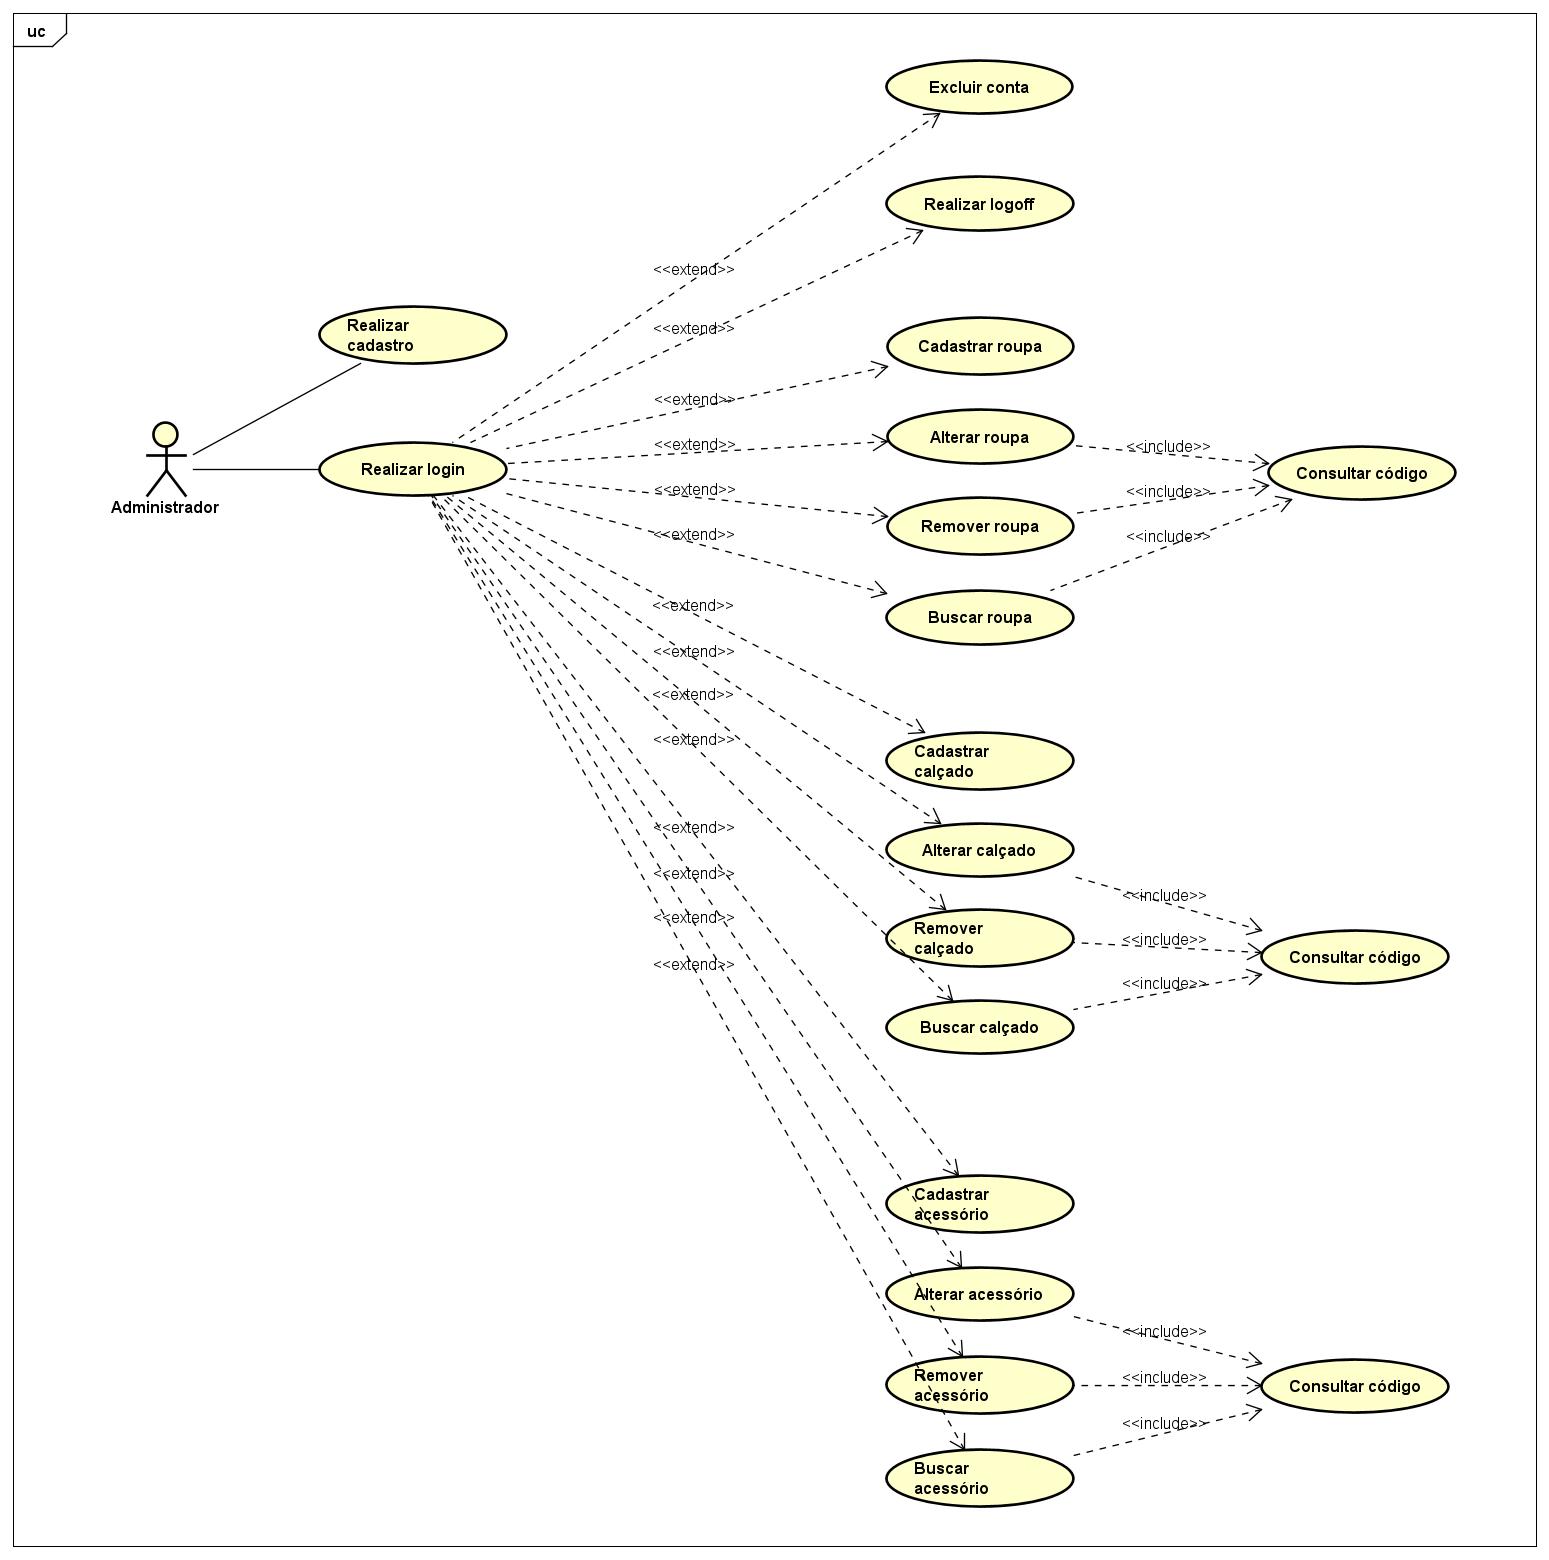 uc
Excluir conta
Realizar logoff
<<extend>>
<<extend>>
Realizar
cadastro
Cadastrar roupa
<<extend>>
Alterar roupa
<<extend>>
<<include>>
Administrador
Realizar login
Consultar código
<<extend>>
<<include>>
Remover roupa
<<extend>>
<<include>>
Buscar roupa
<<extend>>
<<extend>>
<<extend>>
<<extend>>
Cadastrar
calçado
<<extend>>
Alterar calçado
<<extend>>
<<include>>
<<extend>>
Remover
calçado
<<include>>
<<extend>>
Consultar código
<<include>>
Buscar calçado
Cadastrar
acessório
Alterar acessório
<<include>>
Remover
acessório
<<include>>
Consultar código
<<include>>
Buscar
acessório